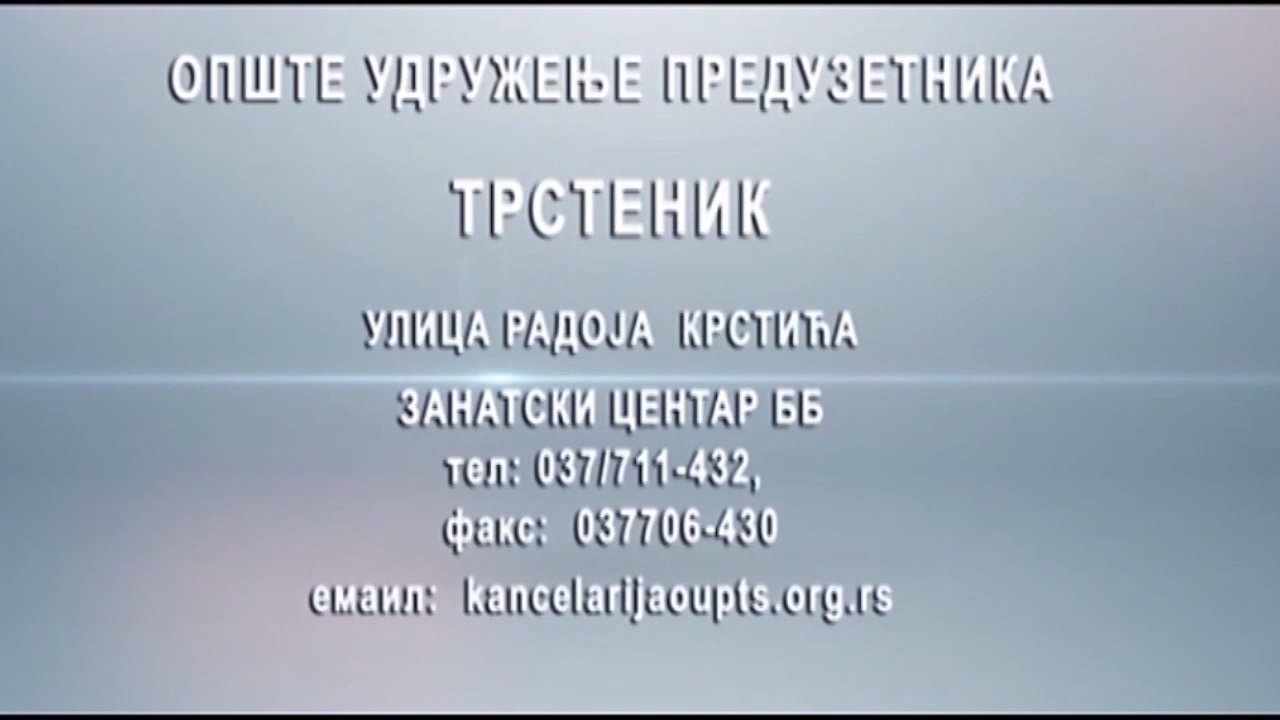 ОПШТЕ УДРУЖЕЊЕ ПРЕДУЗЕТНИКА
ТРСТЕНИК
УЛИЦА РАДОЈА КРСТИЋА
ЗАНАТСКИ ЦЕНТАР ББ
тел: 037/711-432,
факс: 037706-430
емаил: kancelarijaoupts.org.rs